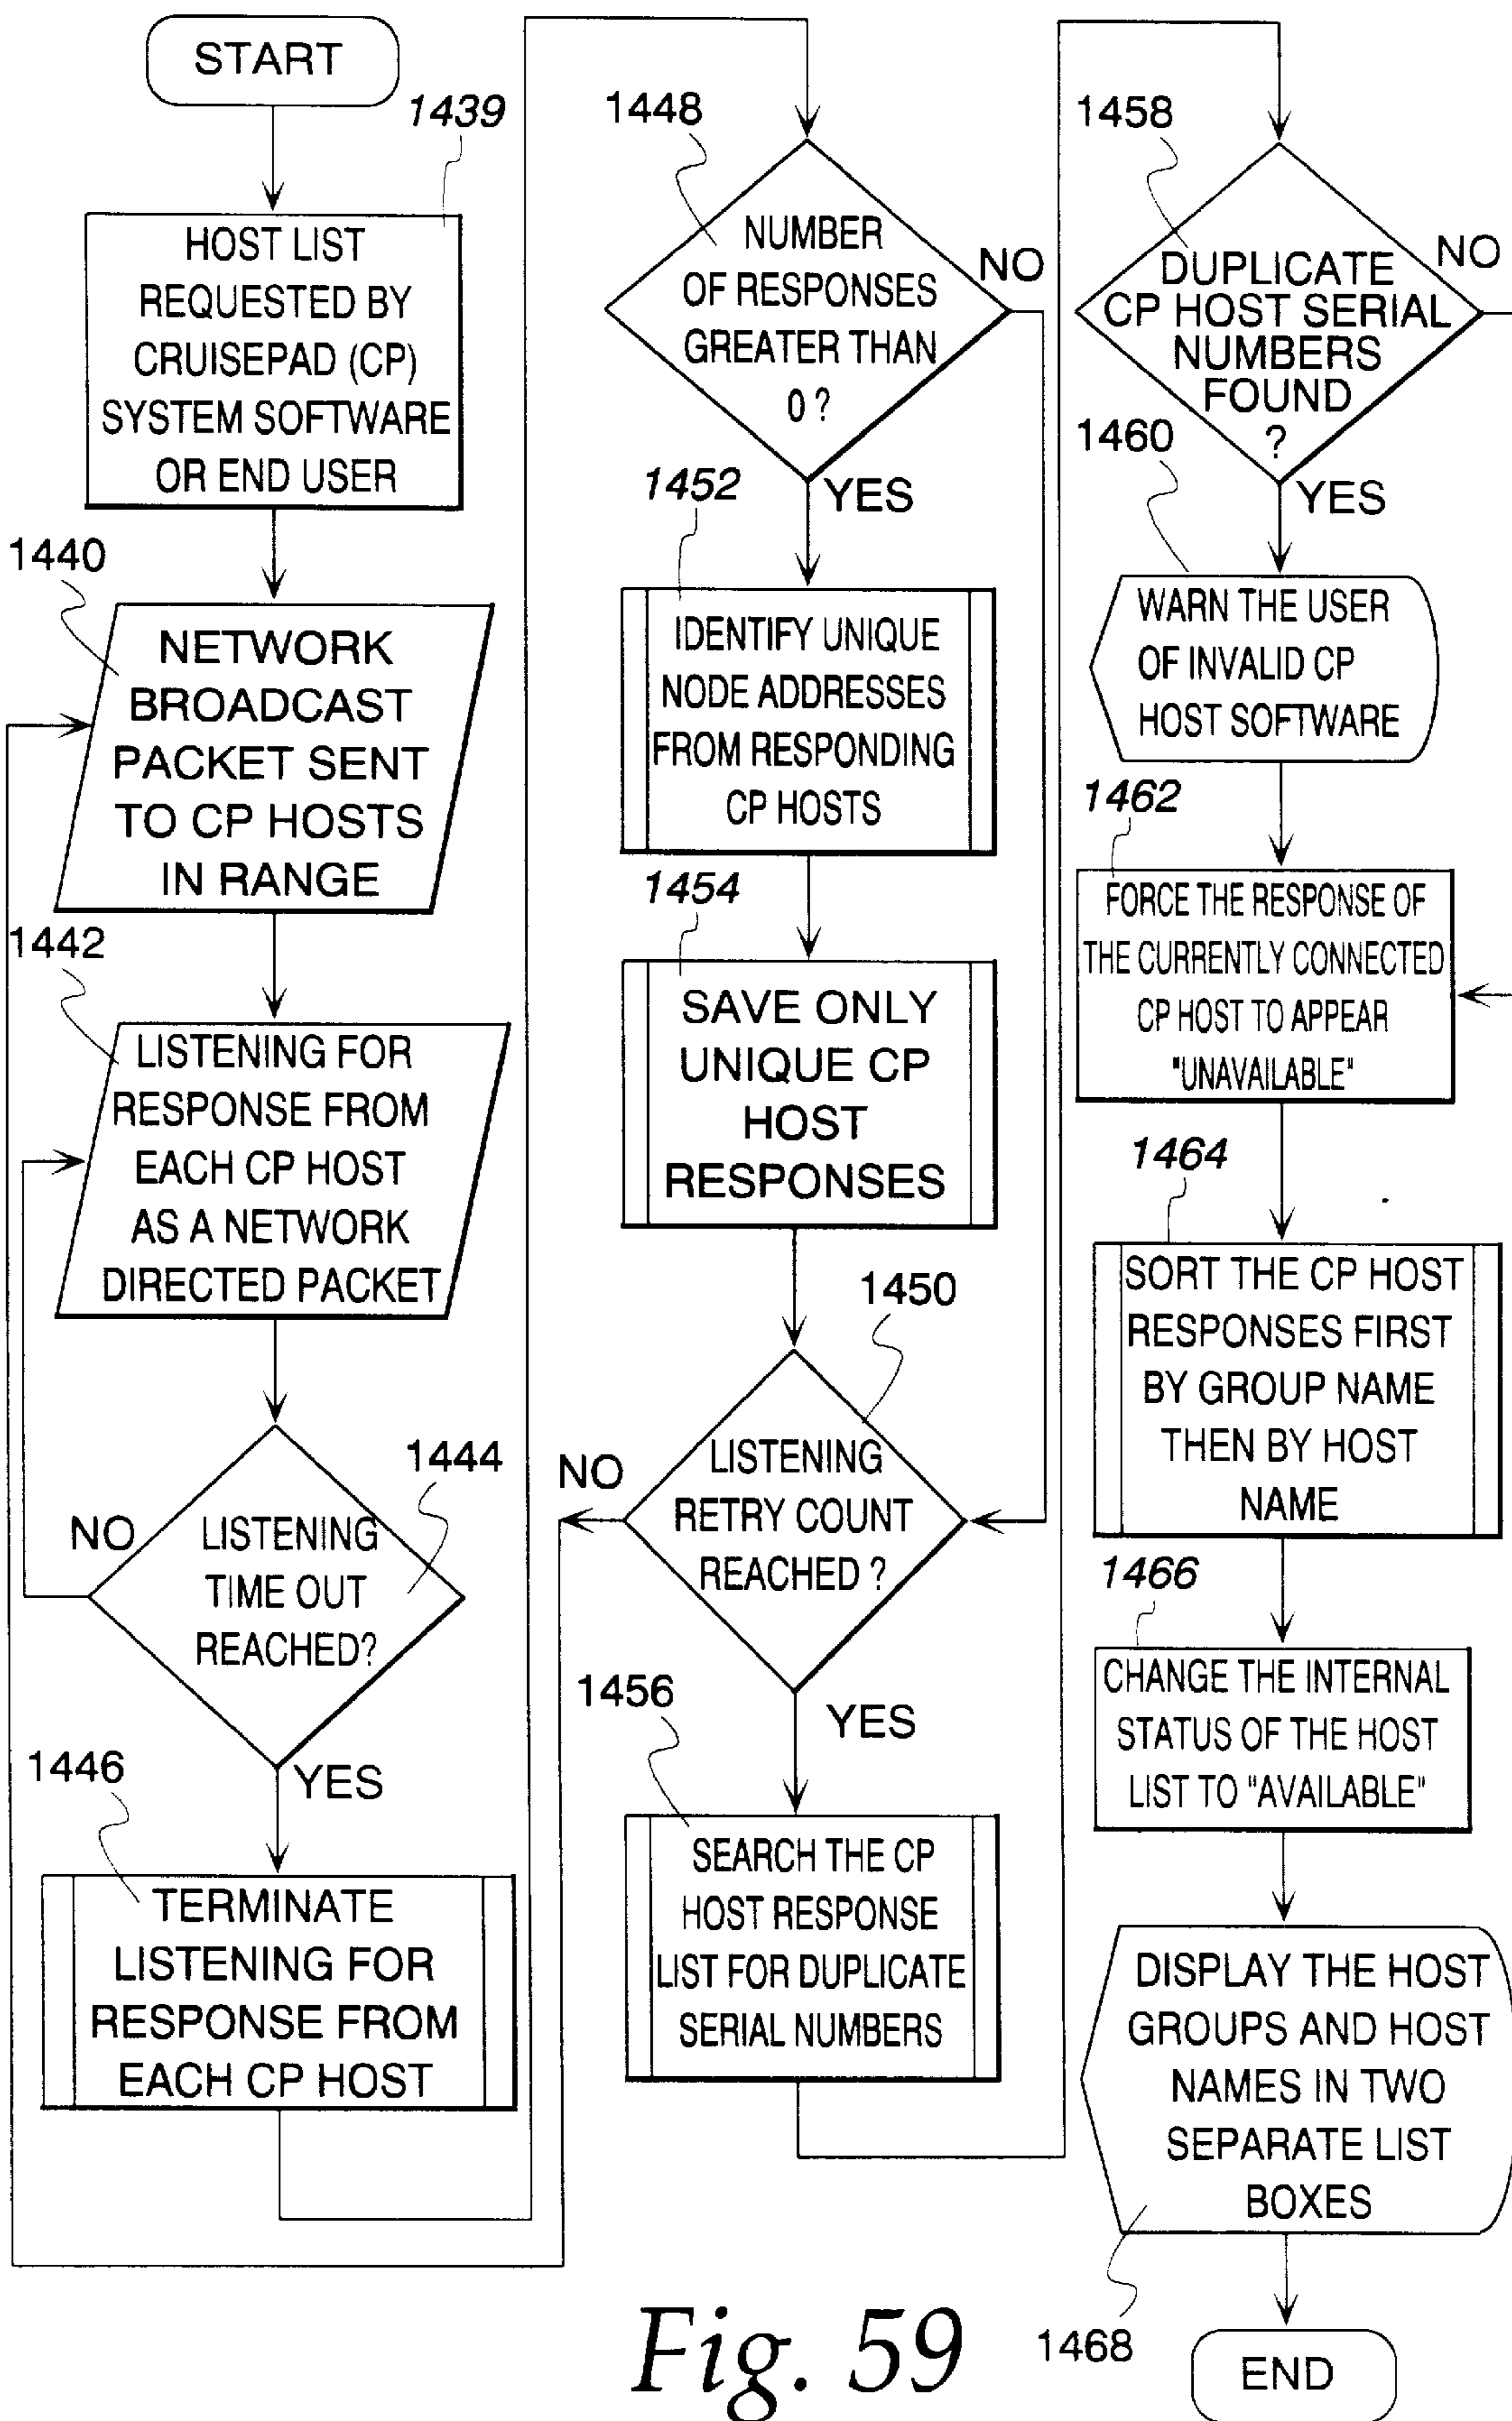 START
1439
HOST LIST
REQUESTED BY
CRUISEPAD (CP)
SYSTEM SOFTWARE
OR END USER
1440
NETWORK
BROADCAST
PACKET SENT
TO CP HOSTS
IN RANGE
1442
LISTENING FOR
RESPONSE FROM
EACH CP HOST
AS A NETWORK
DIRECTED PACKET
1444
NO
LISTENING
TIME OUT
REACHED?
YES
1446
TERMINATE
LISTENING FOR
RESPONSE FROM
EACH CP HOST
1448
NUMBER
OF RESPONSES
GREATER THAN
0 ?
NO
YES
1452
IDENTIFY UNIQUE
NODE ADDRESSES
FROM RESPONDING
CP HOSTS
1454
SAVE ONLY
UNIQUE CP
HOST
RESPONSES
1450
NO
LISTENING
RETRY COUNT
REACHED ?
YES
1456
SEARCH THE CP
HOST RESPONSE
LIST FOR DUPLICATE
SERIAL NUMBERS
1458
DUPLICATE
CP HOST SERIAL
NUMBERS
FOUND
?
NO
YES
1460
WARN THE USER
OF INVALID CP
HOST SOFTWARE
1462
FORCE THE RESPONSE OF
THE CURRENTLY CONNECTED
CP HOST TO APPEAR
"UNAVAILABLE"
1464
SORT THE CP HOST
RESPONSES FIRST
BY GROUP NAME
THEN BY HOST
NAME
1466
CHANGE THE INTERNAL
STATUS OF THE HOST
LIST TO "AVAILABLE"
DISPLAY THE HOST
GROUPS AND HOST
NAMES IN TWO
SEPARATE LIST
BOXES
1468
END
Fig. 59